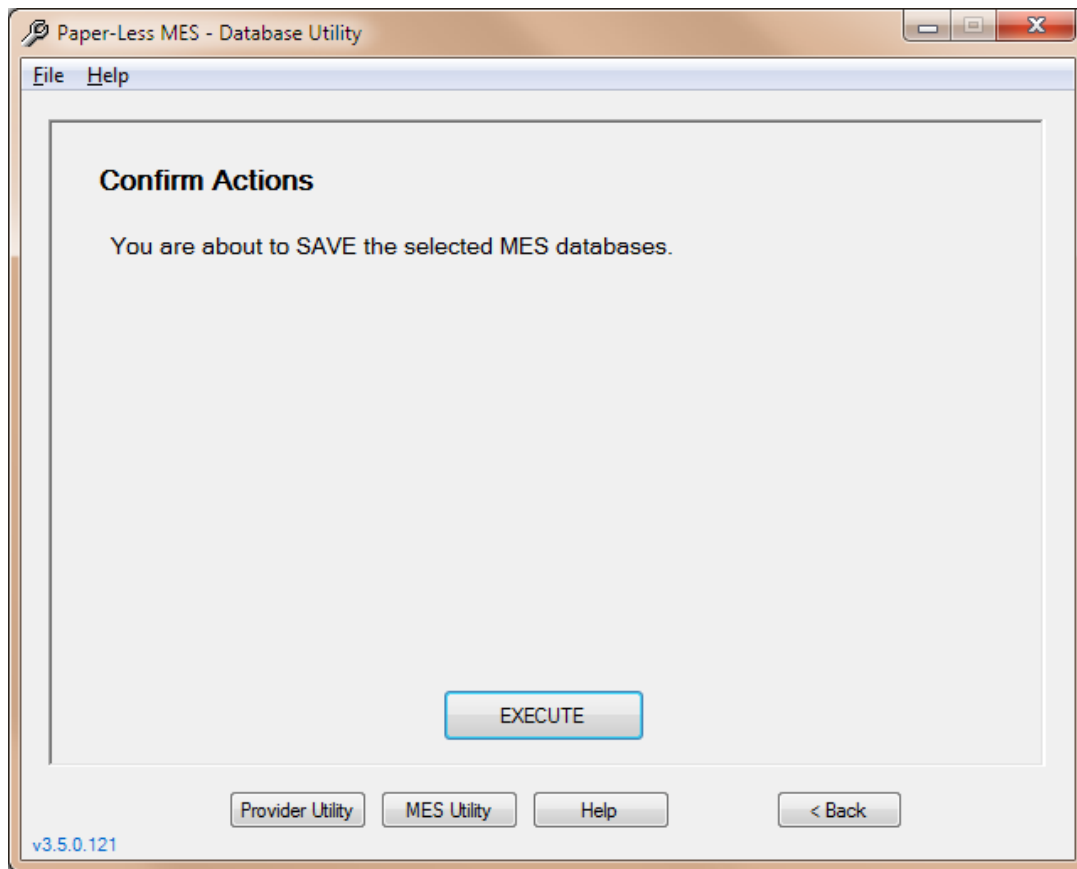 Paper-Less MES - Database Utility
File Help
Confirm Actions
You are about to SAVE the selected MES databases.
EXECUTE
Provider Utility MES Utility Help < Back
v3.5.0.121